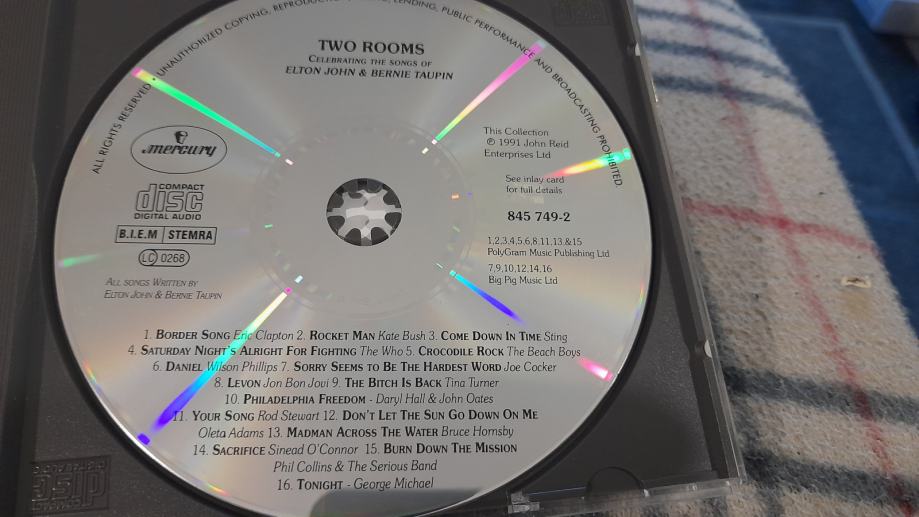 ALL RIGHTS RESERVED. UNAUTHORIZED COPYING, REPRODUCTION, LENDING, PUBLIC PERFORMANCE AND BROADCASTING PROHIBITED.
TWO ROOMS
CELEBRATING THE SONGS OF
ELTON JOHN & BERNIE TAUPIN
mercury
COMPACT
disc
DIGITAL AUDIO
B.I.E.M STEMRA
LC 0268
ALL SONGS WRITTEN BY
ELTON JOHN & BERNIE TAUPIN
This Collection
℗ 1991 John Reid
Enterprises Ltd
See inlay card
for full details
845 749-2
1,2,3,4,5,6,8,11,13,&15
PolyGram Music Publishing Ltd
7,9,10,12,14,16
Big Pig Music Ltd
1. BORDER SONG Eric Clapton 2. ROCKET MAN Kate Bush 3. COME DOWN IN TIME Sting
4. SATURDAY NIGHT'S ALRIGHT FOR FIGHTING The Who 5. CROCODILE ROCK The Beach Boys
6. DANIEL Wilson Phillips 7. SORRY SEEMS TO BE THE HARDEST WORD Joe Cocker
8. LEVON Jon Bon Jovi 9. THE BITCH IS BACK Tina Turner
10. PHILADELPHIA FREEDOM - Daryl Hall & John Oates
11. YOUR SONG Rod Stewart 12. DON'T LET THE SUN GO DOWN ON ME
Oleta Adams 13. MADMAN ACROSS THE WATER Bruce Hornsby
14. SACRIFICE Sinead O'Connor 15. BURN DOWN THE MISSION
Phil Collins & The Serious Band
16. TONIGHT - George Michael